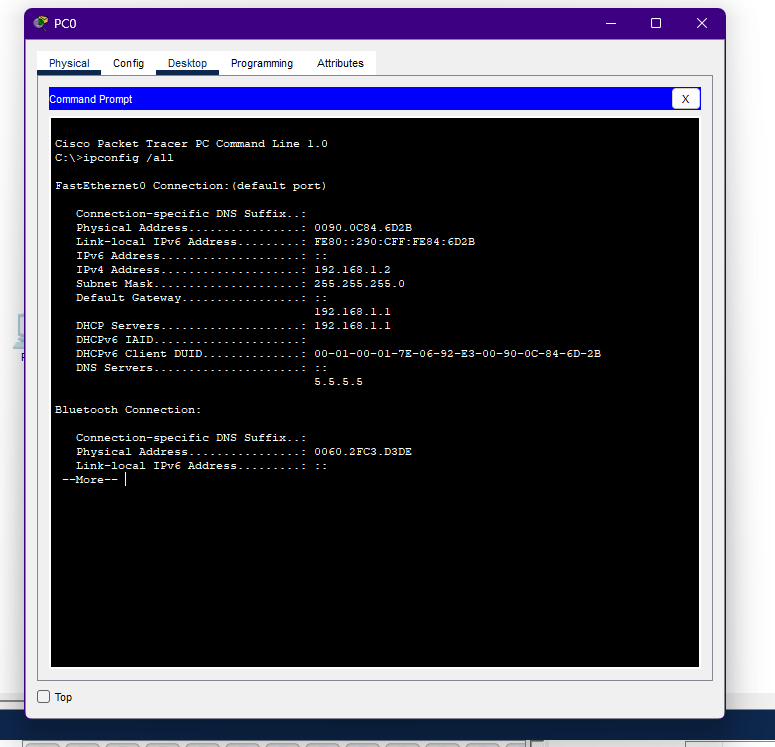 PC0
Physical Config Desktop Programming Attributes
Command Prompt X
Cisco Packet Tracer PC Command Line 1.0
C:\>ipconfig /all
FastEthernet0 Connection:(default port)
Connection-specific DNS Suffix..:
Physical Address................: 0090.0C84.6D2B
Link-local IPv6 Address.........: FE80::290:CFF:FE84:6D2B
IPv6 Address....................: ::
IPv4 Address....................: 192.168.1.2
Subnet Mask.....................: 255.255.255.0
Default Gateway.................: ::
192.168.1.1
DHCP Servers....................: 192.168.1.1
DHCPv6 IAID.....................:
DHCPv6 Client DUID..............: 00-01-00-01-7E-06-92-E3-00-90-0C-84-6D-2B
DNS Servers.....................: ::
5.5.5.5
Bluetooth Connection:
Connection-specific DNS Suffix..:
Physical Address................: 0060.2FC3.D3DE
Link-local IPv6 Address.........: ::
--More--
Top